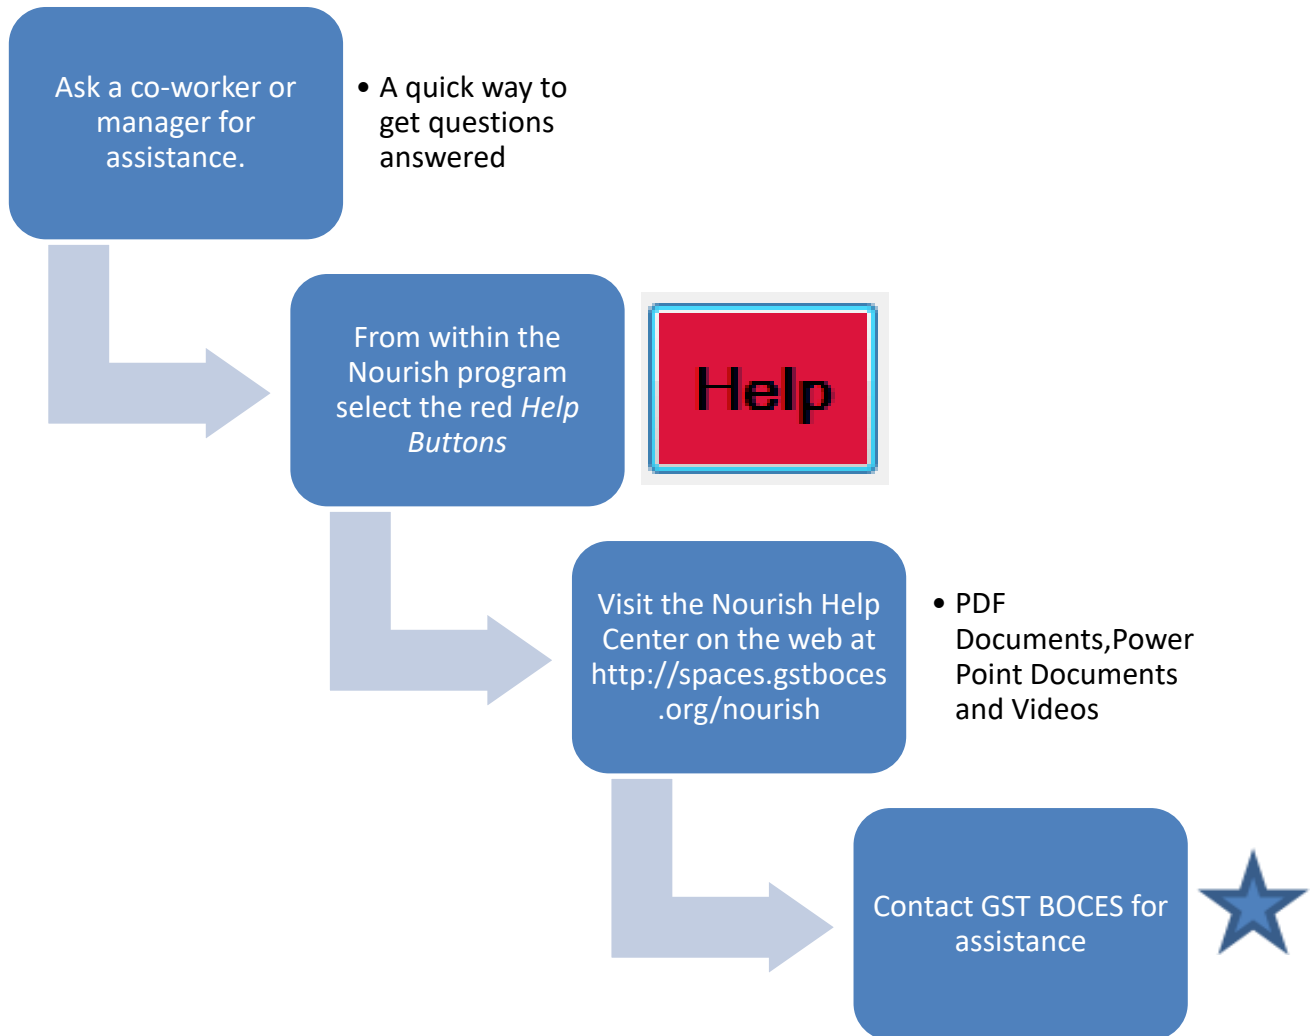 Ask a co-worker or
manager for
assistance.
• A quick way to
get questions
answered
From within the
Nourish program
select the red Help
Buttons
Help
Visit the Nourish Help
Center on the web at
http://spaces.gstboces
.org/nourish
• PDF
Documents,Power
Point Documents
and Videos
Contact GST BOCES for
assistance